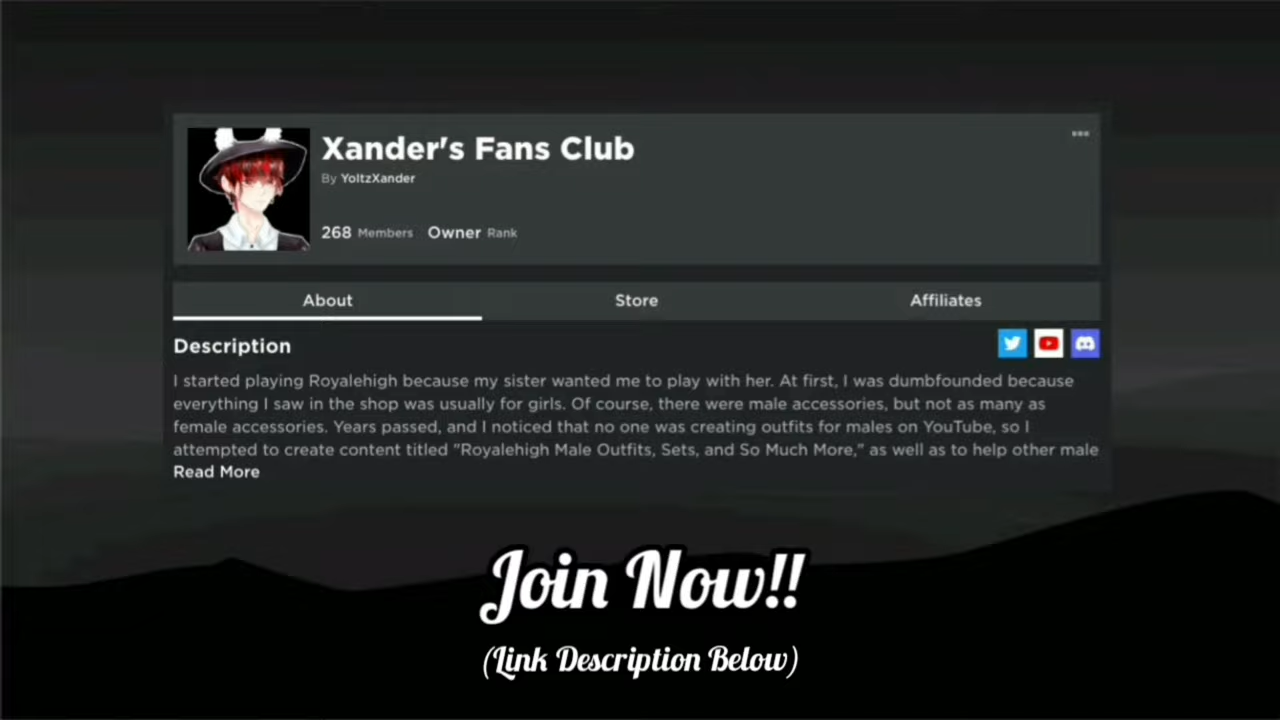 Xander's Fans Club
By YoltzXander
268 Members Owner Rank
About Store Affiliates
Description
I started playing Royalehigh because my sister wanted me to play with her. At first, I was dumbfounded because
everything I saw in the shop was usually for girls. Of course, there were male accessories, but not as many as
female accessories. Years passed, and I noticed that no one was creating outfits for males on YouTube, so I
attempted to create content titled "Royalehigh Male Outfits, Sets, and So Much More," as well as to help other male
Read More
Join Now!!
(Link Description Below)